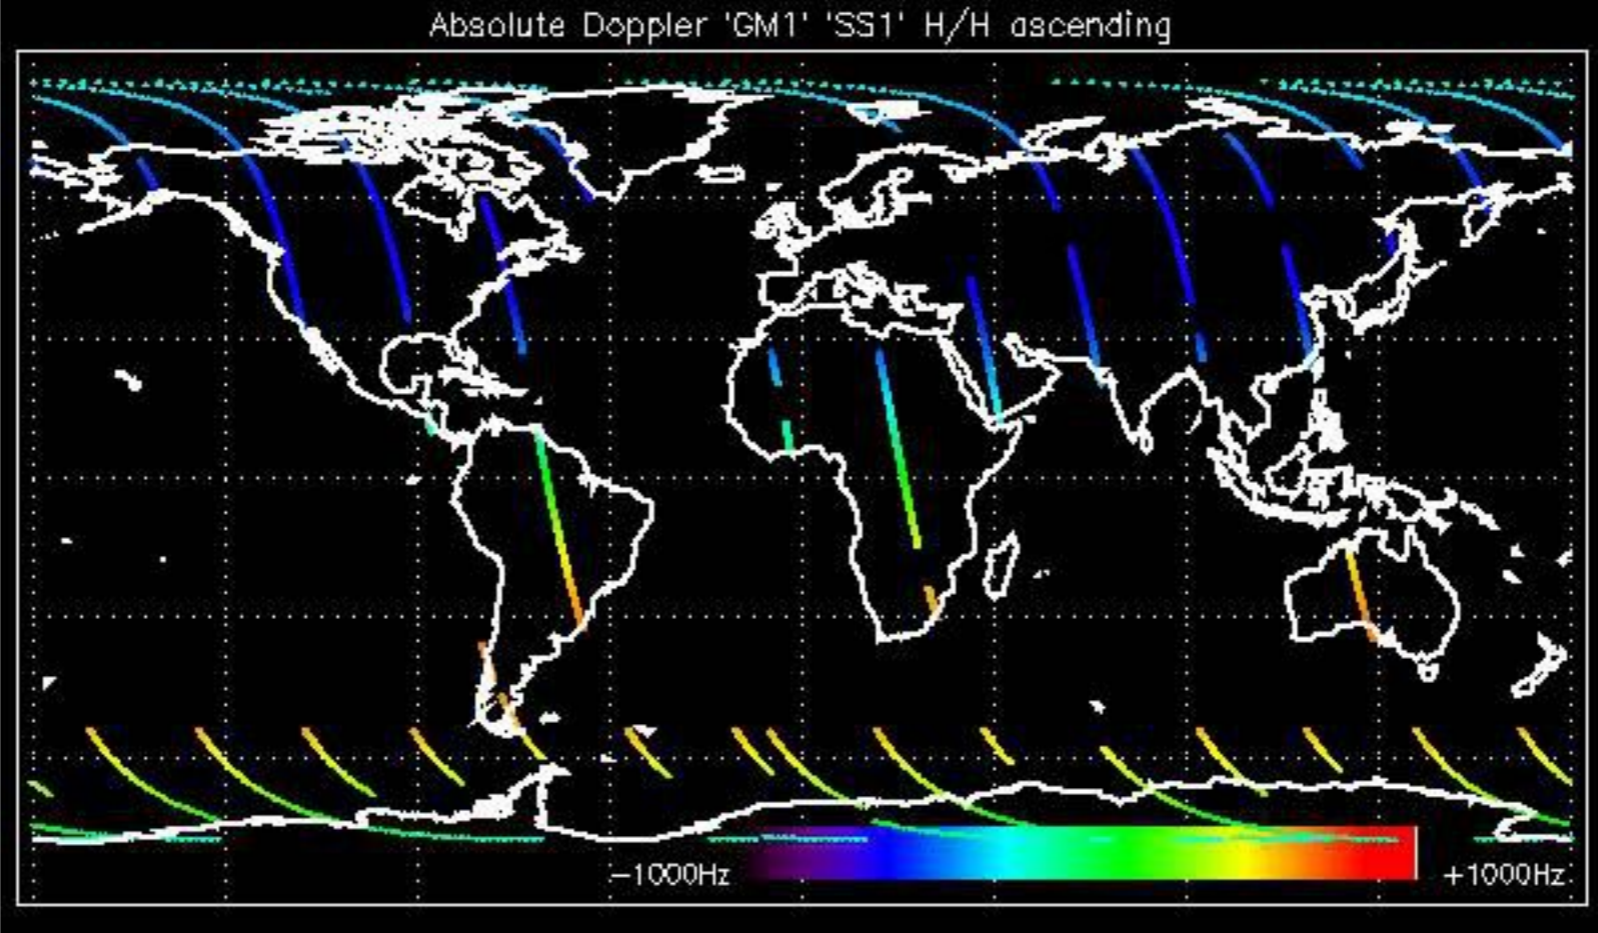 Absolute Doppler 'GM1' 'SS1' H/H ascending
−1000Hz +1000Hz